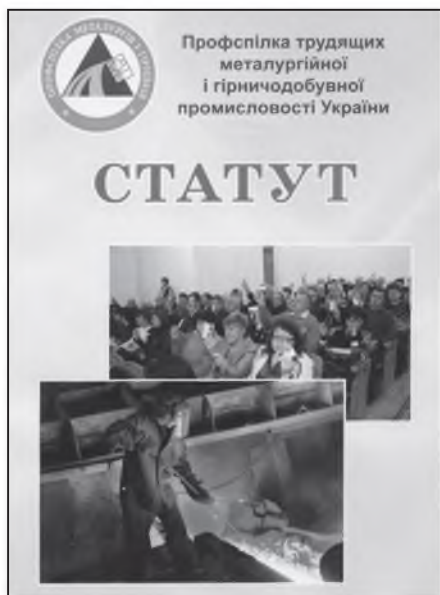 Профспілка трудящих
металургійної
і гірничодобувної
промисловості України
СТАТУТ